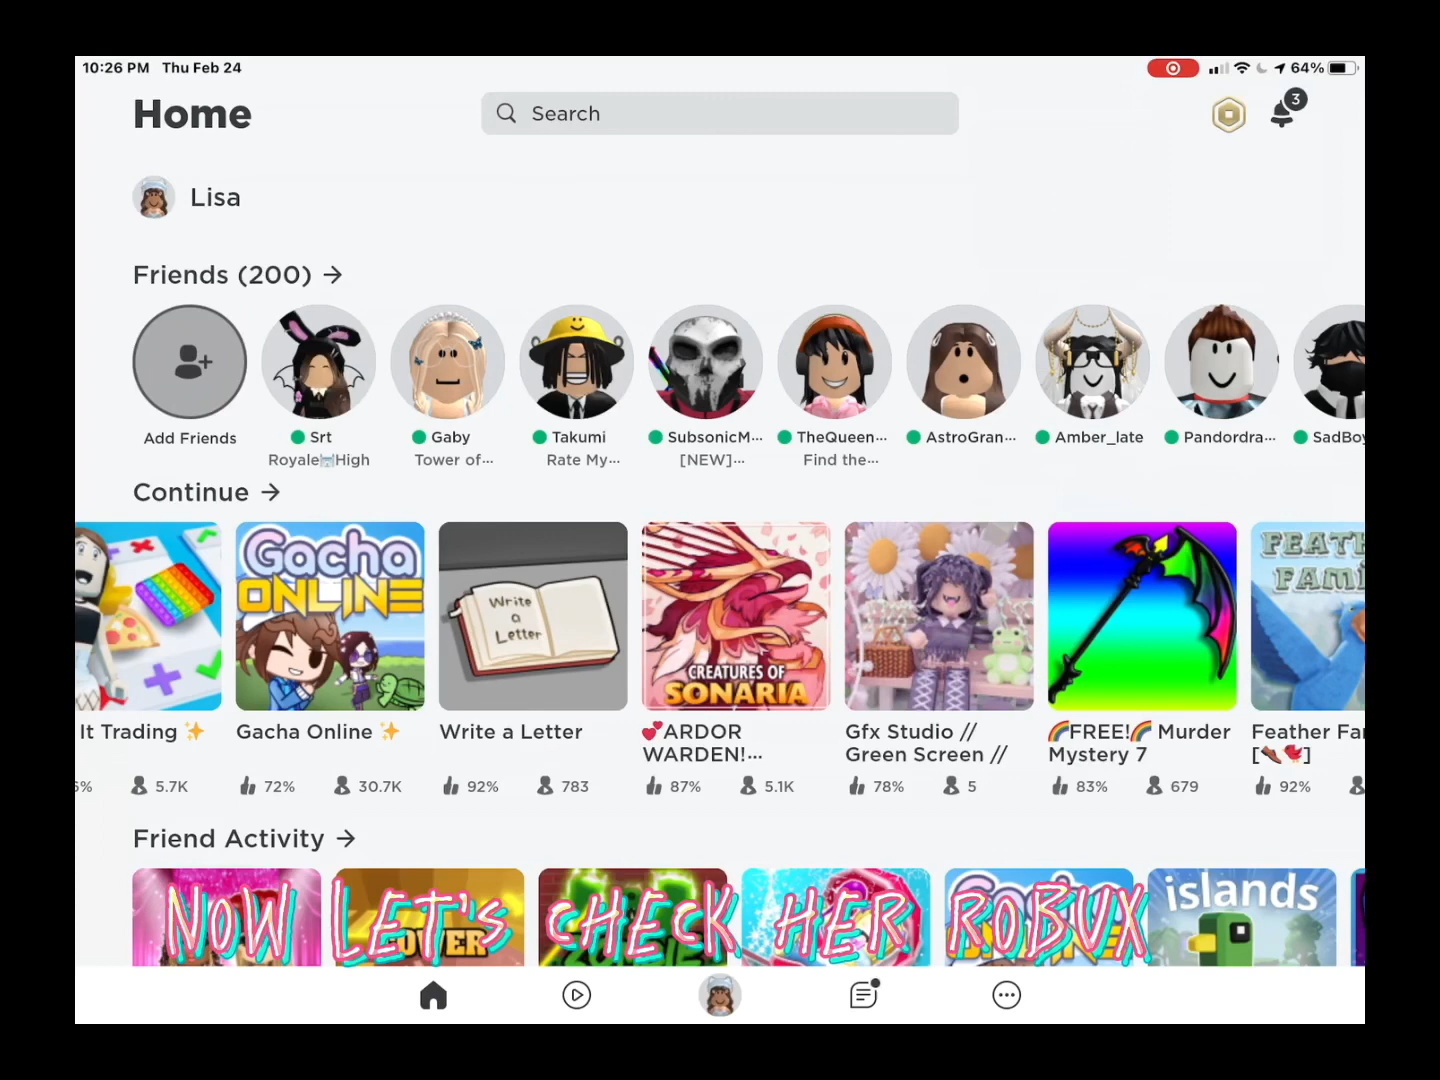 10:26 PM Thu Feb 24
64%
Home
Search
3
Lisa
Friends (200) →
Add Friends
Srt
Royale High
Gaby
Tower of...
Takumi
Rate My...
SubsonicM...
[NEW]...
TheQueen...
Find the...
AstroGran...
Amber_late
Pandordra...
SadBoy
Continue →
Gacha
ONLINE
Write
a
Letter
CREATURES OF
SONARIA
FEATH
FAMI
It Trading ✨
5.7K
Gacha Online ✨
72% 30.7K
Write a Letter
92% 783
💕ARDOR
WARDEN!...
87% 5.1K
Gfx Studio //
Green Screen //
78% 5
🌈FREE!🌈 Murder
Mystery 7
83% 679
Feather Fa
92%
Friend Activity →
islands
NOW LET'S CHECK HER ROBUX